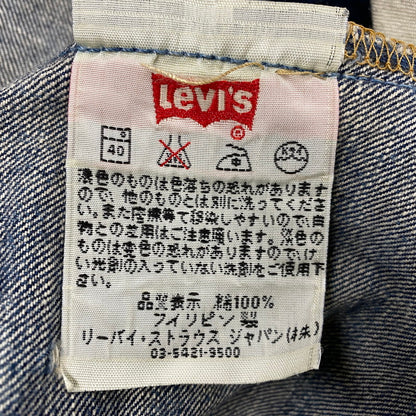 Levi's
®
40
濃色のものは色落ちの恐れがあります
ので、他のものとは別に洗ってくださ
い。また摩擦等で移染しやすいので白
物との着用はご注意願います。淡色の
ものは変色の恐れがありますのでけ
い光剤の入っていない洗剤をご使用下
さい。
品質表示 綿100%
フィリピン製
リーバイ・ストラウス ジャパン(株)
03-5421-9500